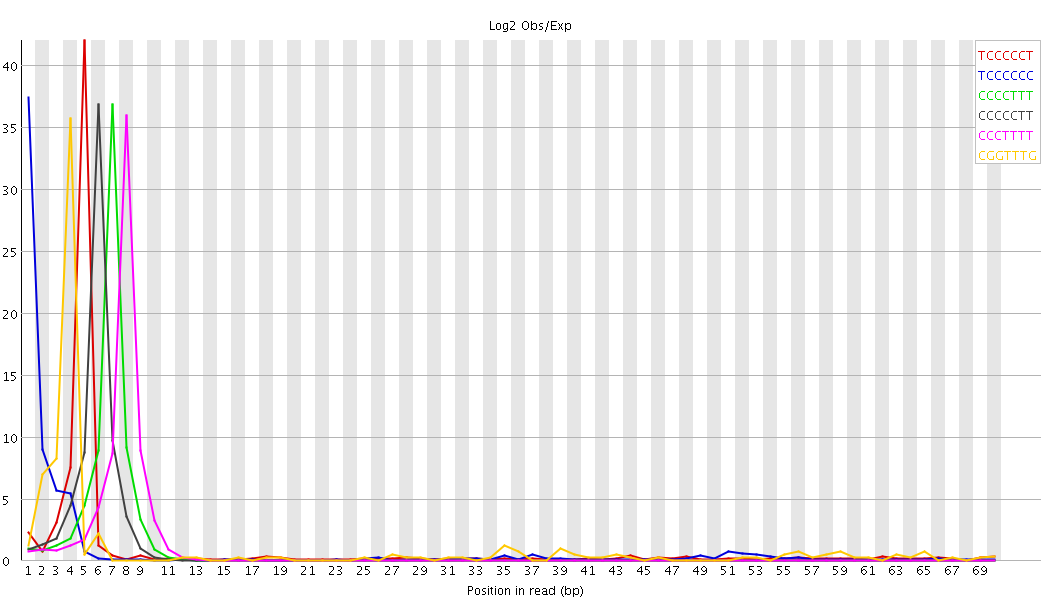 Log2 Obs/Exp
TCCCCCT
TCCCCCC
CCCCTTT
CCCCCTT
CCCTTTT
CGGTTTG
40
35
30
25
20
15
10
5
0
1 2 3 4 5 6 7 8 9 11 13 15 17 19 21 23 25 27 29 31 33 35 37 39 41 43 45 47 49 51 53 55 57 59 61 63 65 67 69
Position in read (bp)